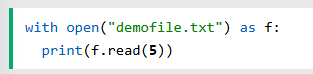 with open("demofile.txt") as f:
  print(f.read(5))